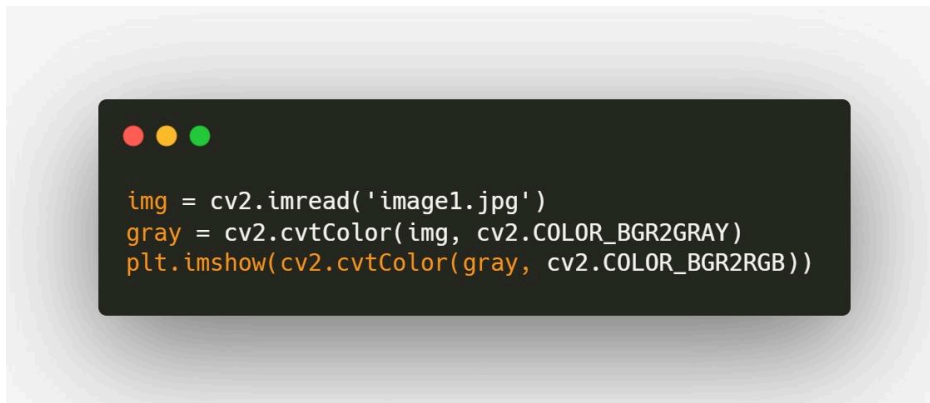 img = cv2.imread('image1.jpg')
gray = cv2.cvtColor(img, cv2.COLOR_BGR2GRAY)
plt.imshow(cv2.cvtColor(gray, cv2.COLOR_BGR2RGB))